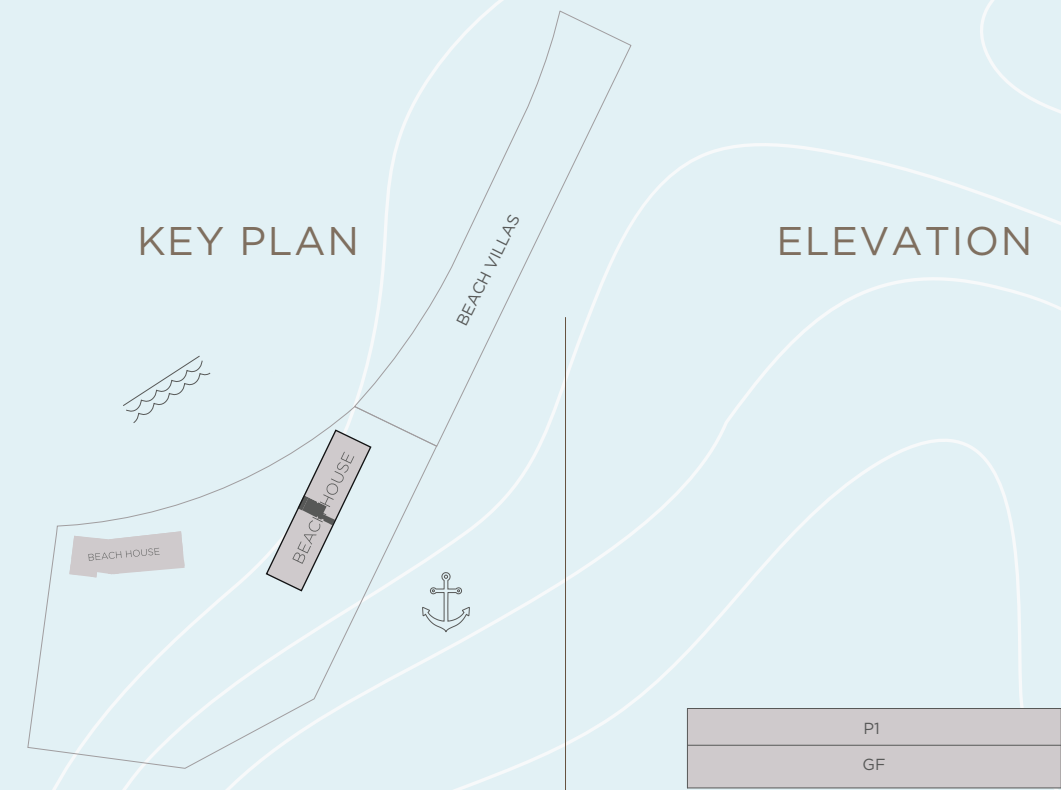 KEY PLAN
ELEVATION
BEACH VILLAS
BEACH HOUSE
BEACH HOUSE
P1
GF